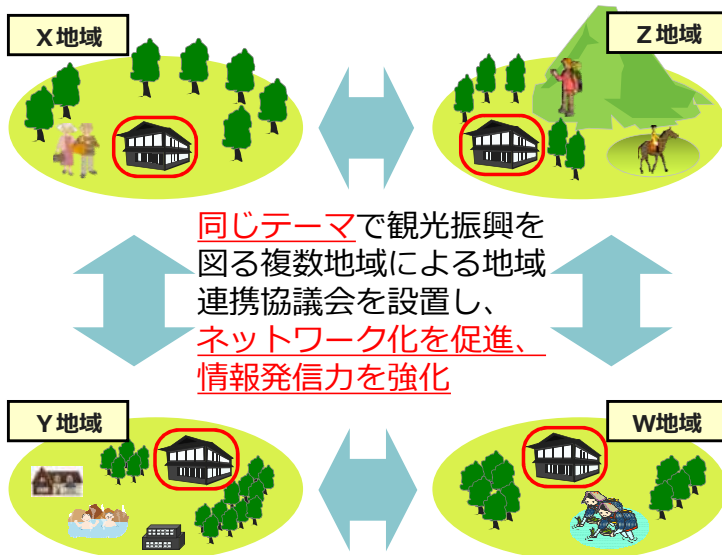 X地域
Z地域
同じテーマで観光振興を
図る複数地域による地域
連携協議会を設置し、
ネットワーク化を促進、
情報発信力を強化
Y地域
W地域